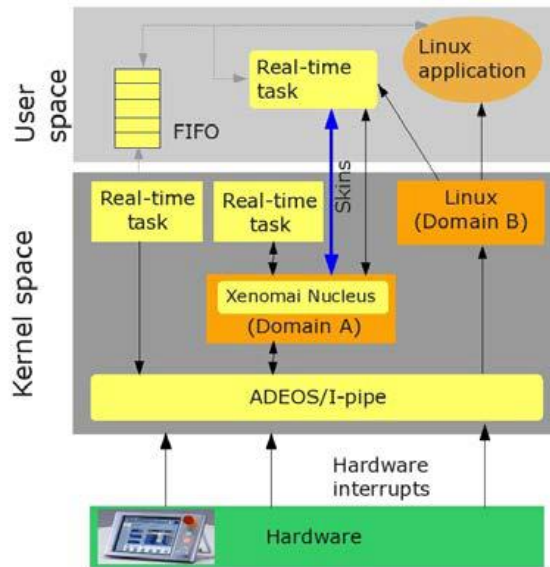 User
space
Real-time
task
Linux
application
FIFO
Skins
Kernel space
Real-time
task
Real-time
task
Linux
(Domain B)
Xenomai Nucleus
(Domain A)
ADEOS/I-pipe
Hardware
interrupts
Hardware